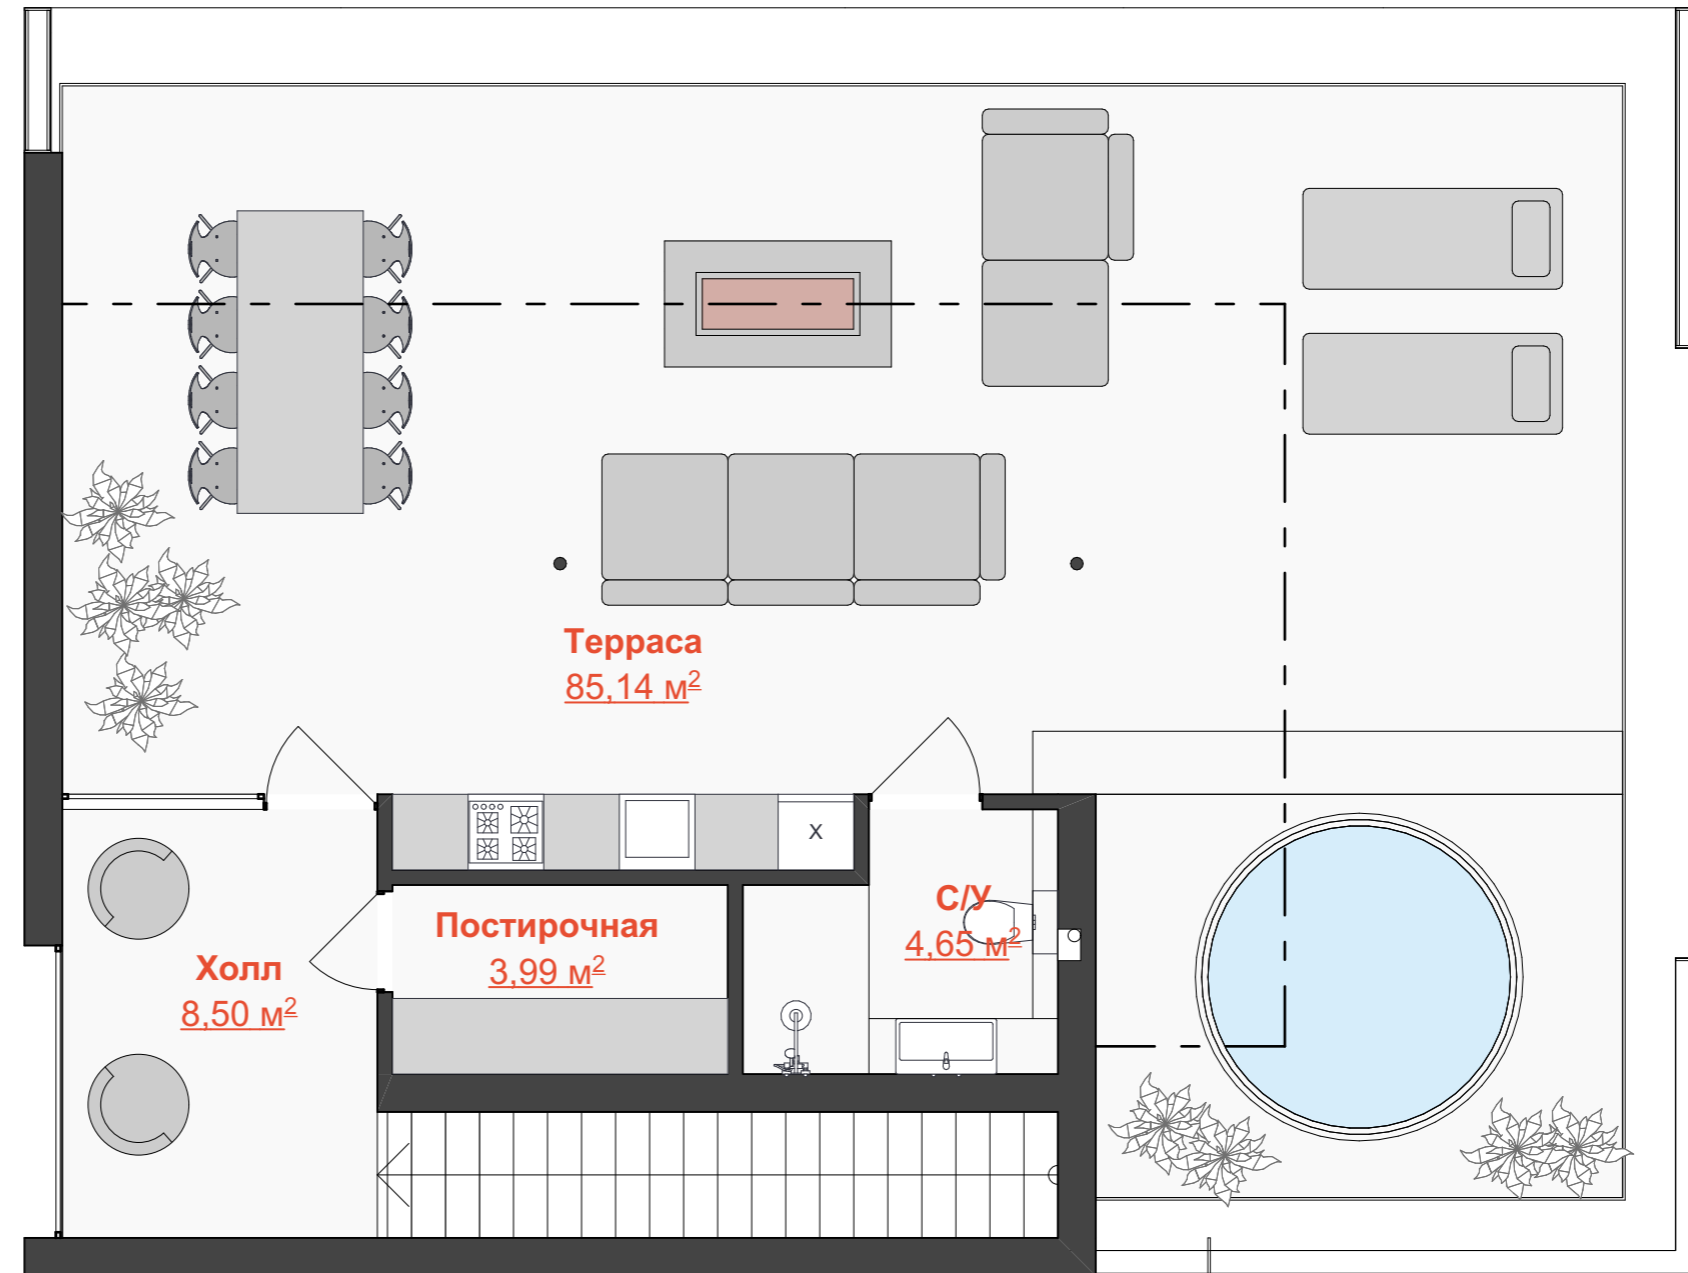 Терраса
85,14 м²
X
С/У
4,65 м²
Постирочная
3,99 м²
Холл
8,50 м²